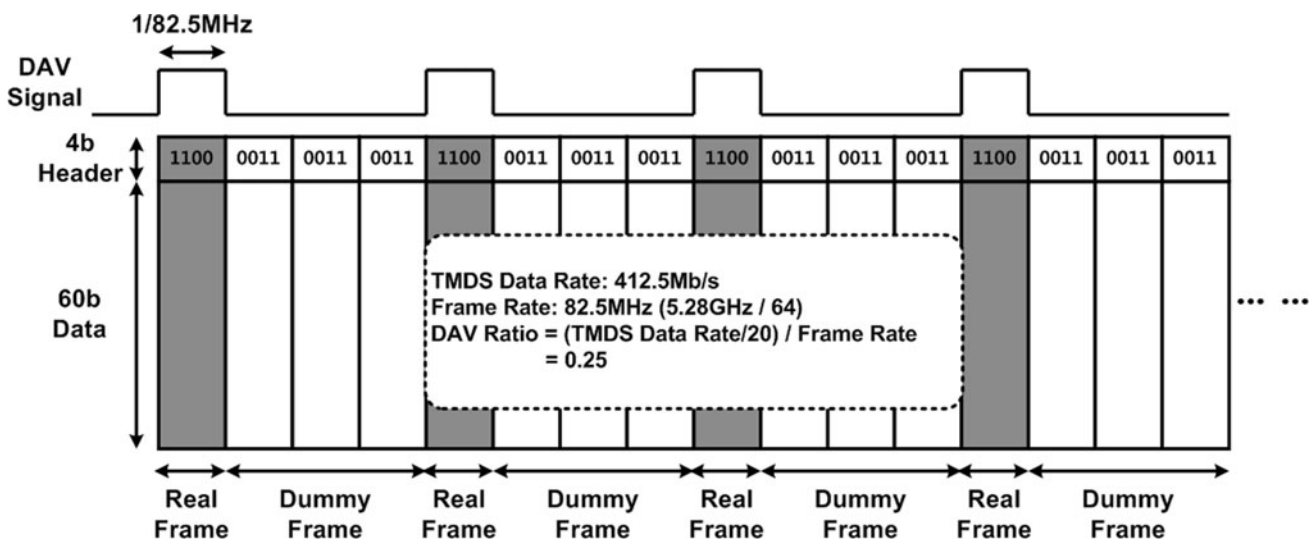 1/82.5MHz
DAV
Signal
4b
Header
1100 0011 0011 0011 1100 0011 0011 0011 1100 0011 0011 0011 1100 0011 0011 0011
60b
Data
TMDS Data Rate: 412.5Mb/s
Frame Rate: 82.5MHz (5.28GHz / 64)
DAV Ratio = (TMDS Data Rate/20) / Frame Rate
= 0.25
... ...
Real Dummy Real Dummy Real Dummy Real Dummy
Frame Frame Frame Frame Frame Frame Frame Frame